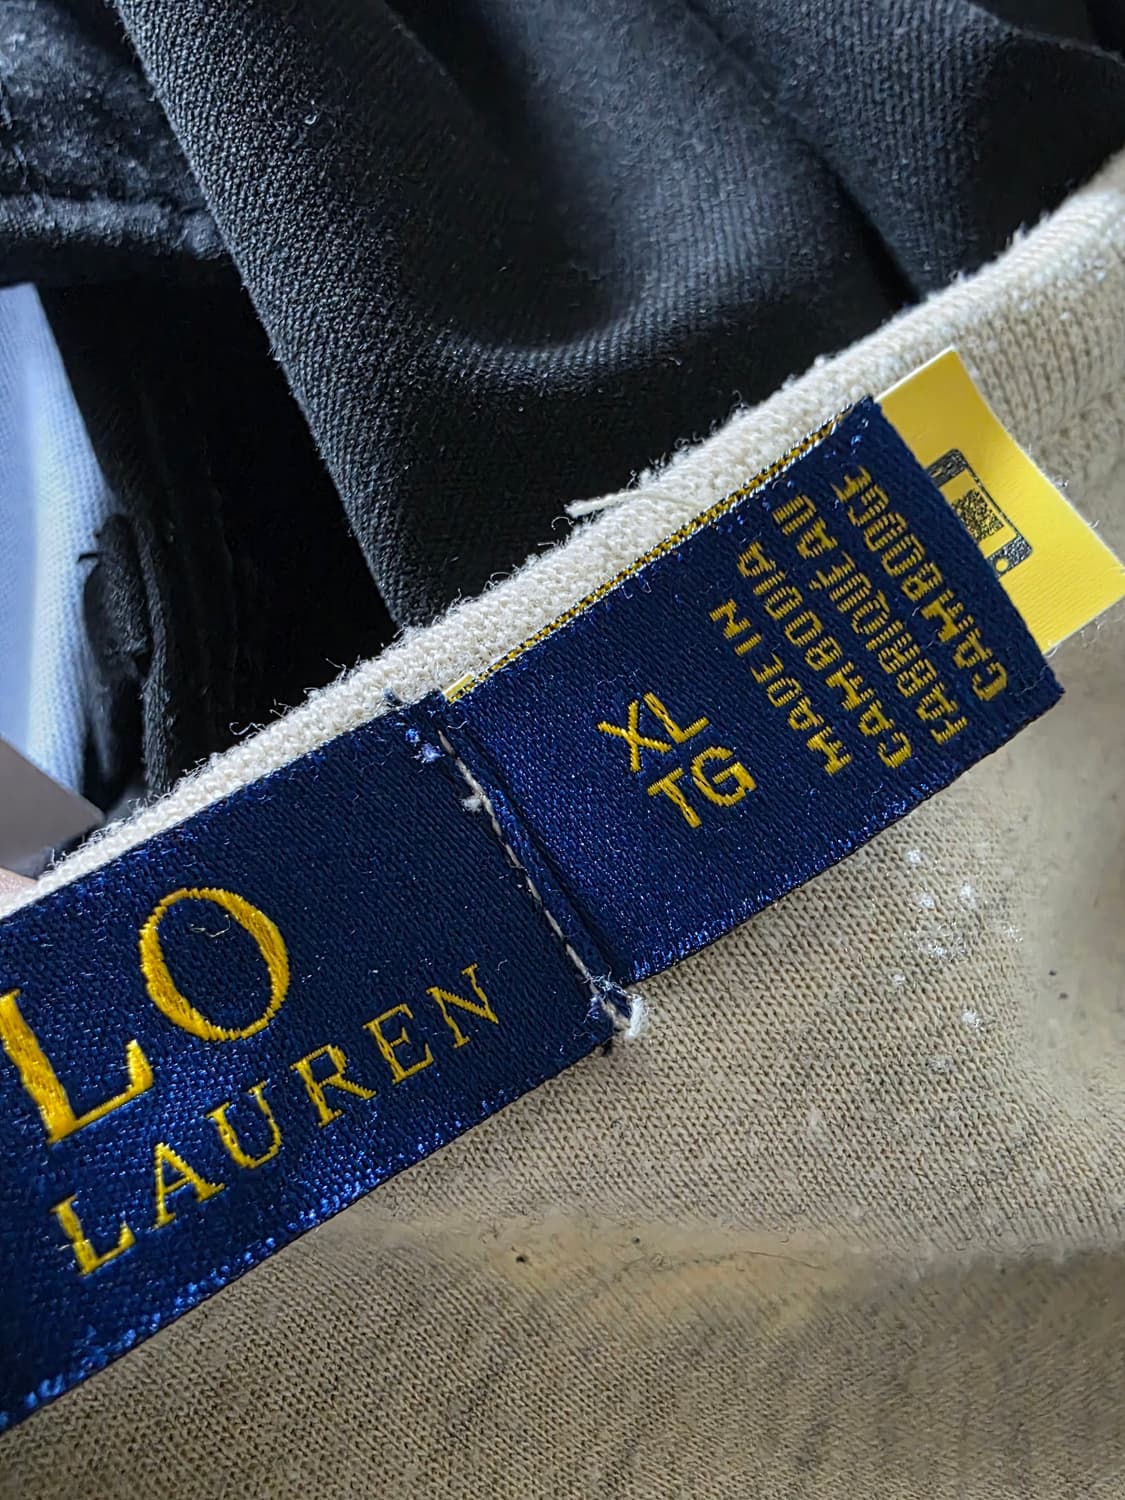 LO
LAUREN
XL
TG
MADE IN
CAMBODIA
FABRIQUÉ AU
CAMBODGE